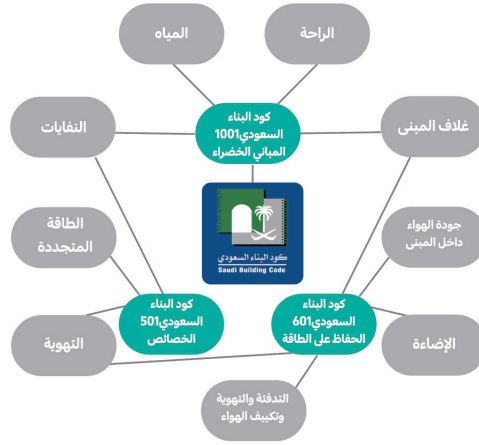 الراحة
المياه
كود البناء
السعودي1001
المباني الخضراء
غلاف المبنى
النفايات
كود البناء السعودي
Saudi Building Code
جودة الهواء
داخل المبنى
الطاقة
المتجددة
كود البناء
السعودي601
الحفاظ على الطاقة
كود البناء
السعودي501
الخصائص
الإضاءة
التهوية
التدفئة والتهوية
وتكييف الهواء